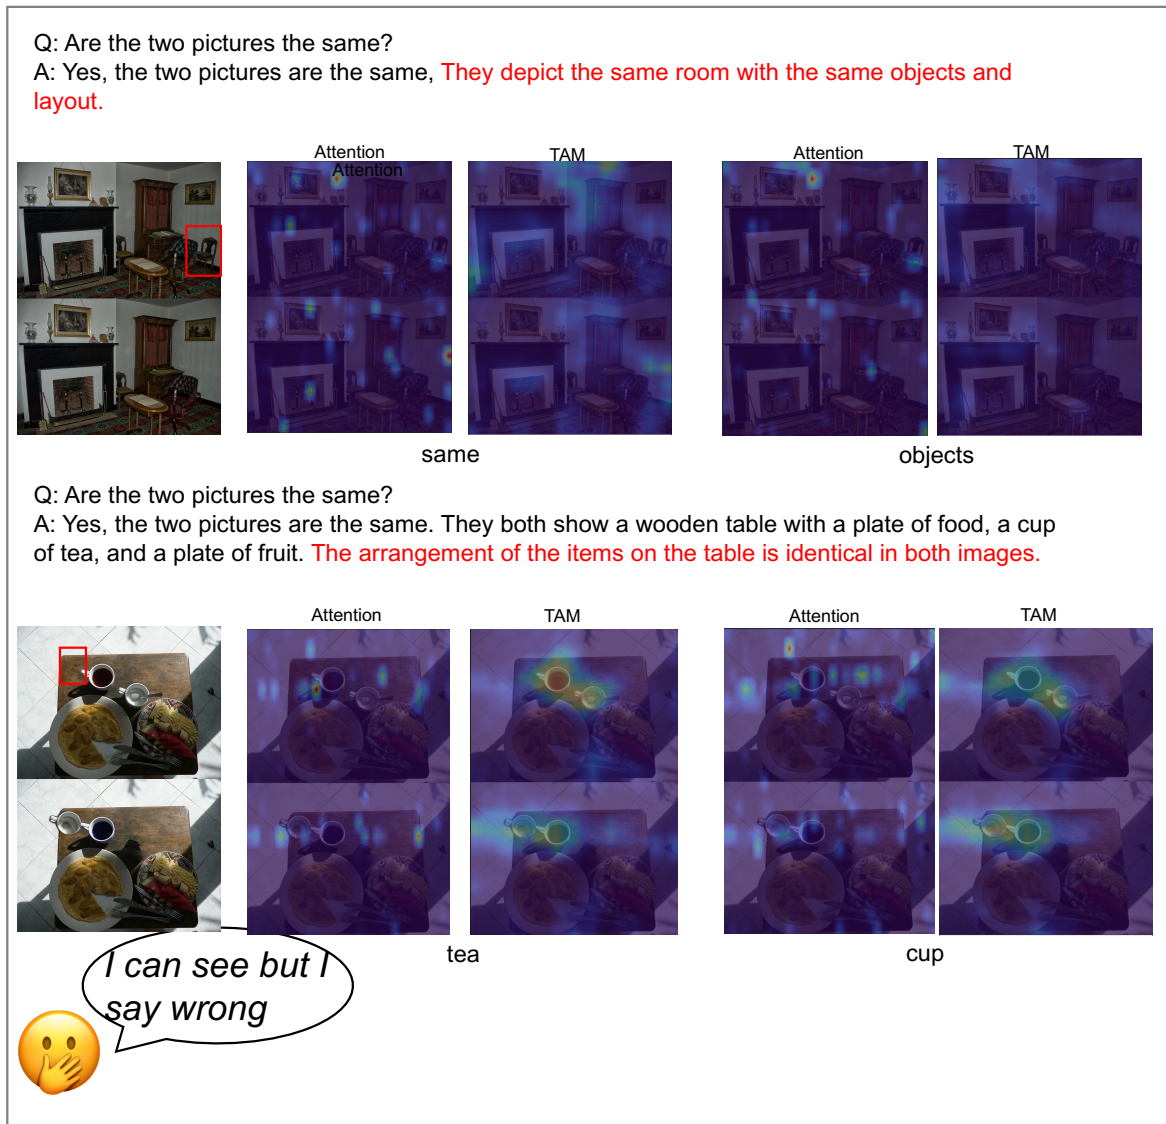 Q: Are the two pictures the same?
A: Yes, the two pictures are the same, They depict the same room with the same objects and
layout.
Attention
Attention
TAM
Attention
TAM
same
objects
Q: Are the two pictures the same?
A: Yes, the two pictures are the same. They both show a wooden table with a plate of food, a cup
of tea, and a plate of fruit. The arrangement of the items on the table is identical in both images.
Attention
TAM
Attention
TAM
tea
cup
I can see but I
say wrong